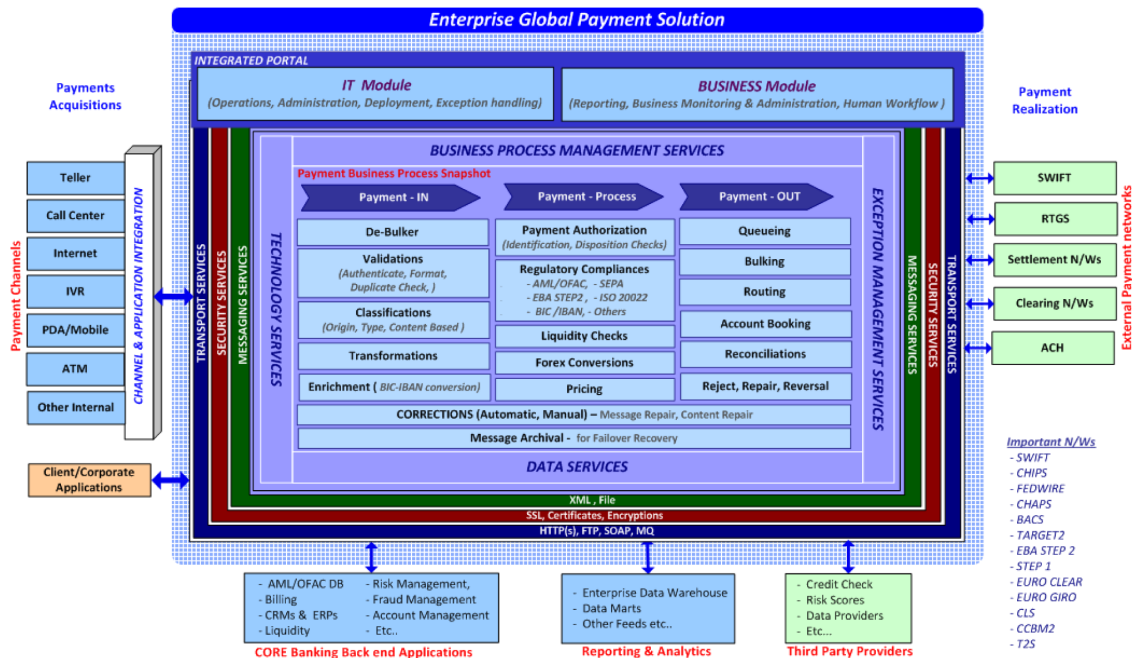 Enterprise Global Payment Solution
INTEGRATED PORTAL
IT Module
(Operations, Administration, Deployment, Exception handling)
BUSINESS Module
(Reporting, Business Monitoring & Administration, Human Workflow )
Payments
Acquisitions
Payment Channels
Teller
Call Center
Internet
IVR
PDA/Mobile
ATM
Other Internal
Client/Corporate
Applications
CHANNEL & APPLICATION INTEGRATION
TRANSPORT SERVICES
SECURITY SERVICES
MESSAGING SERVICES
TECHNOLOGY SERVICES
BUSINESS PROCESS MANAGEMENT SERVICES
Payment Business Process Snapshot
Payment - IN
De-Bulker
Validations
(Authenticate, Format,
Duplicate Check, )
Classifications
(Origin, Type, Content Based )
Transformations
Enrichment ( BIC-IBAN conversion)
Payment - Process
Payment Authorization
(Identification, Disposition Checks)
Regulatory Compliances
- AML/OFAC, - SEPA
- EBA STEP2 , - ISO 20022
- BIC /IBAN, - Others
Liquidity Checks
Forex Conversions
Pricing
Payment - OUT
Queueing
Bulking
Routing
Account Booking
Reconciliations
Reject, Repair, Reversal
CORRECTIONS (Automatic, Manual) – Message Repair, Content Repair
Message Archival - for Failover Recovery
DATA SERVICES
EXCEPTION MANAGEMENT SERVICES
MESSAGING SERVICES
SECURITY SERVICES
TRANSPORT SERVICES
XML , File
SSL, Certificates, Encryptions
HTTP(s), FTP, SOAP, MQ
Payment
Realization
SWIFT
RTGS
Settlement N/Ws
Clearing N/Ws
ACH
External Payment networks
Important N/Ws
- SWIFT
- CHIPS
- FEDWIRE
- CHAPS
- BACS
- TARGET2
- EBA STEP 2
- STEP 1
- EURO CLEAR
- EURO GIRO
- CLS
- CCBM2
- T2S
- AML/OFAC DB
- Billing
- CRMs & ERPs
- Liquidity
- Risk Management,
- Fraud Management
- Account Management
- Etc..
CORE Banking Back end Applications
- Enterprise Data Warehouse
- Data Marts
- Other Feeds etc..
Reporting & Analytics
- Credit Check
- Risk Scores
- Data Providers
- Etc...
Third Party Providers